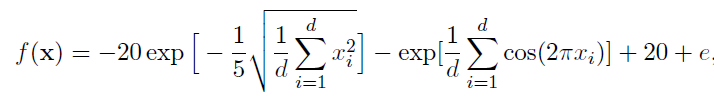 f(x) = −20 exp [ − 1/5 √( 1/d ∑_{i=1}^{d} x_i^2 ) ] − exp[ 1/d ∑_{i=1}^{d} cos(2πx_i)] + 20 + e,